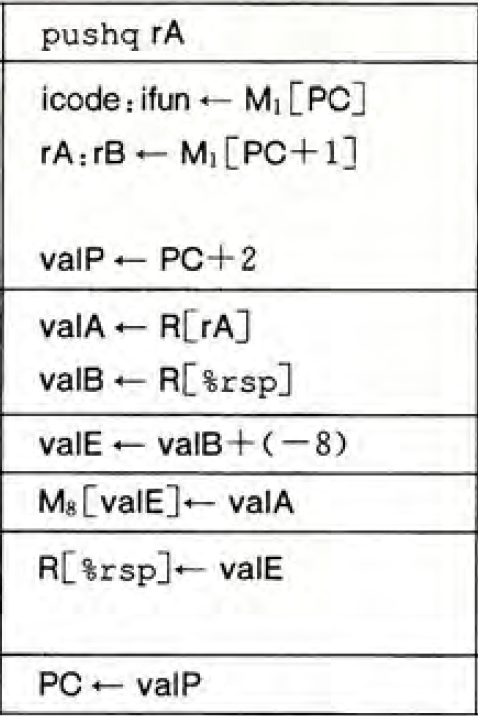 pushq rA
icode:ifun ← M₁[PC]
rA:rB ← M₁[PC+1]
valP ← PC+2
valA ← R[rA]
valB ← R[%rsp]
valE ← valB+(-8)
M₈[valE]← valA
R[%rsp]← valE
PC ← valP